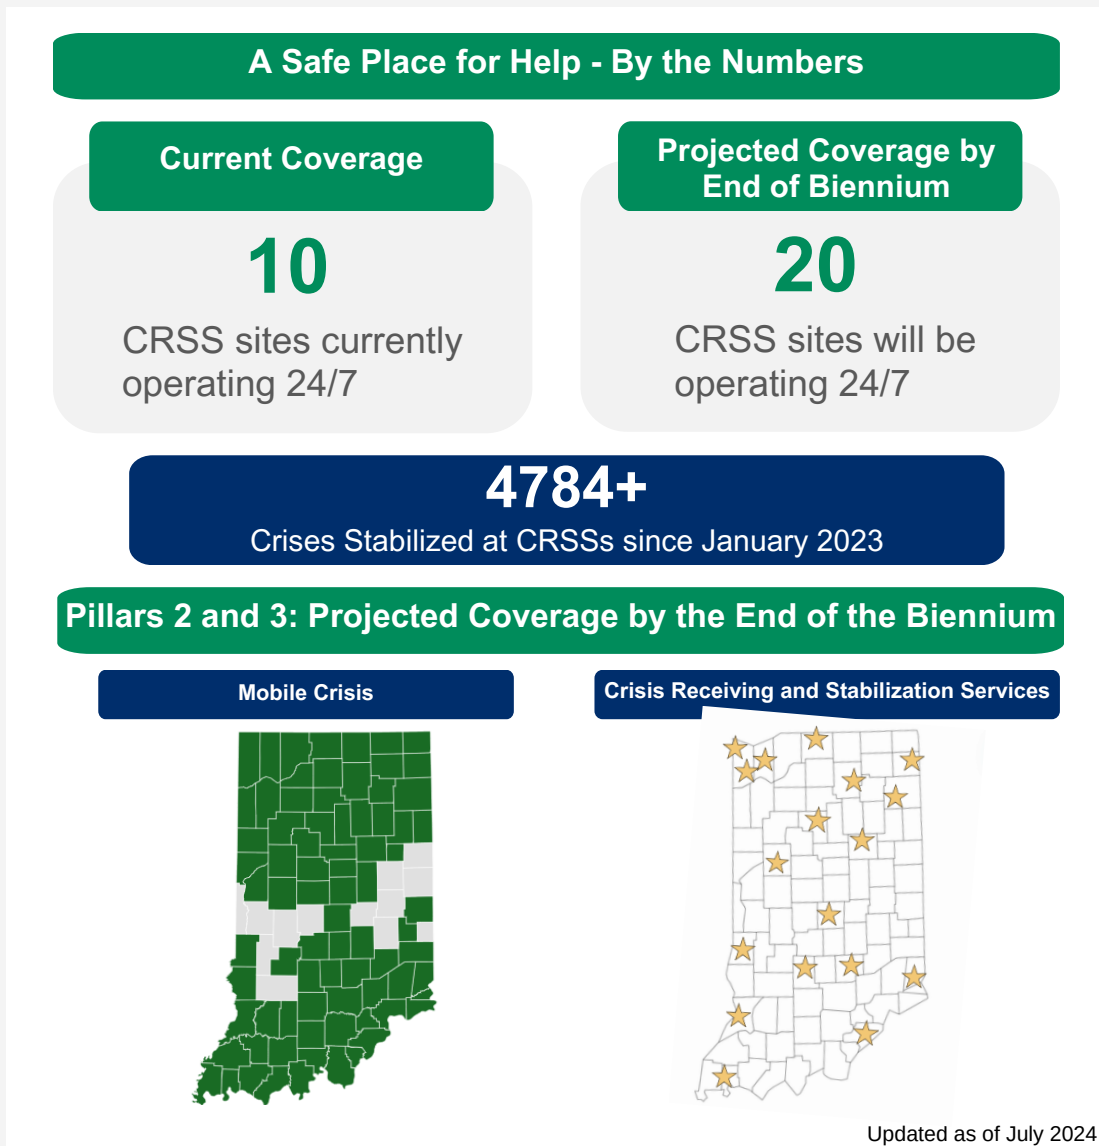 A Safe Place for Help - By the Numbers
Current Coverage
10
CRSS sites currently
operating 24/7
Projected Coverage by
End of Biennium
20
CRSS sites will be
operating 24/7
4784+
Crises Stabilized at CRSSs since January 2023
Pillars 2 and 3: Projected Coverage by the End of the Biennium
Mobile Crisis
Crisis Receiving and Stabilization Services
Updated as of July 2024